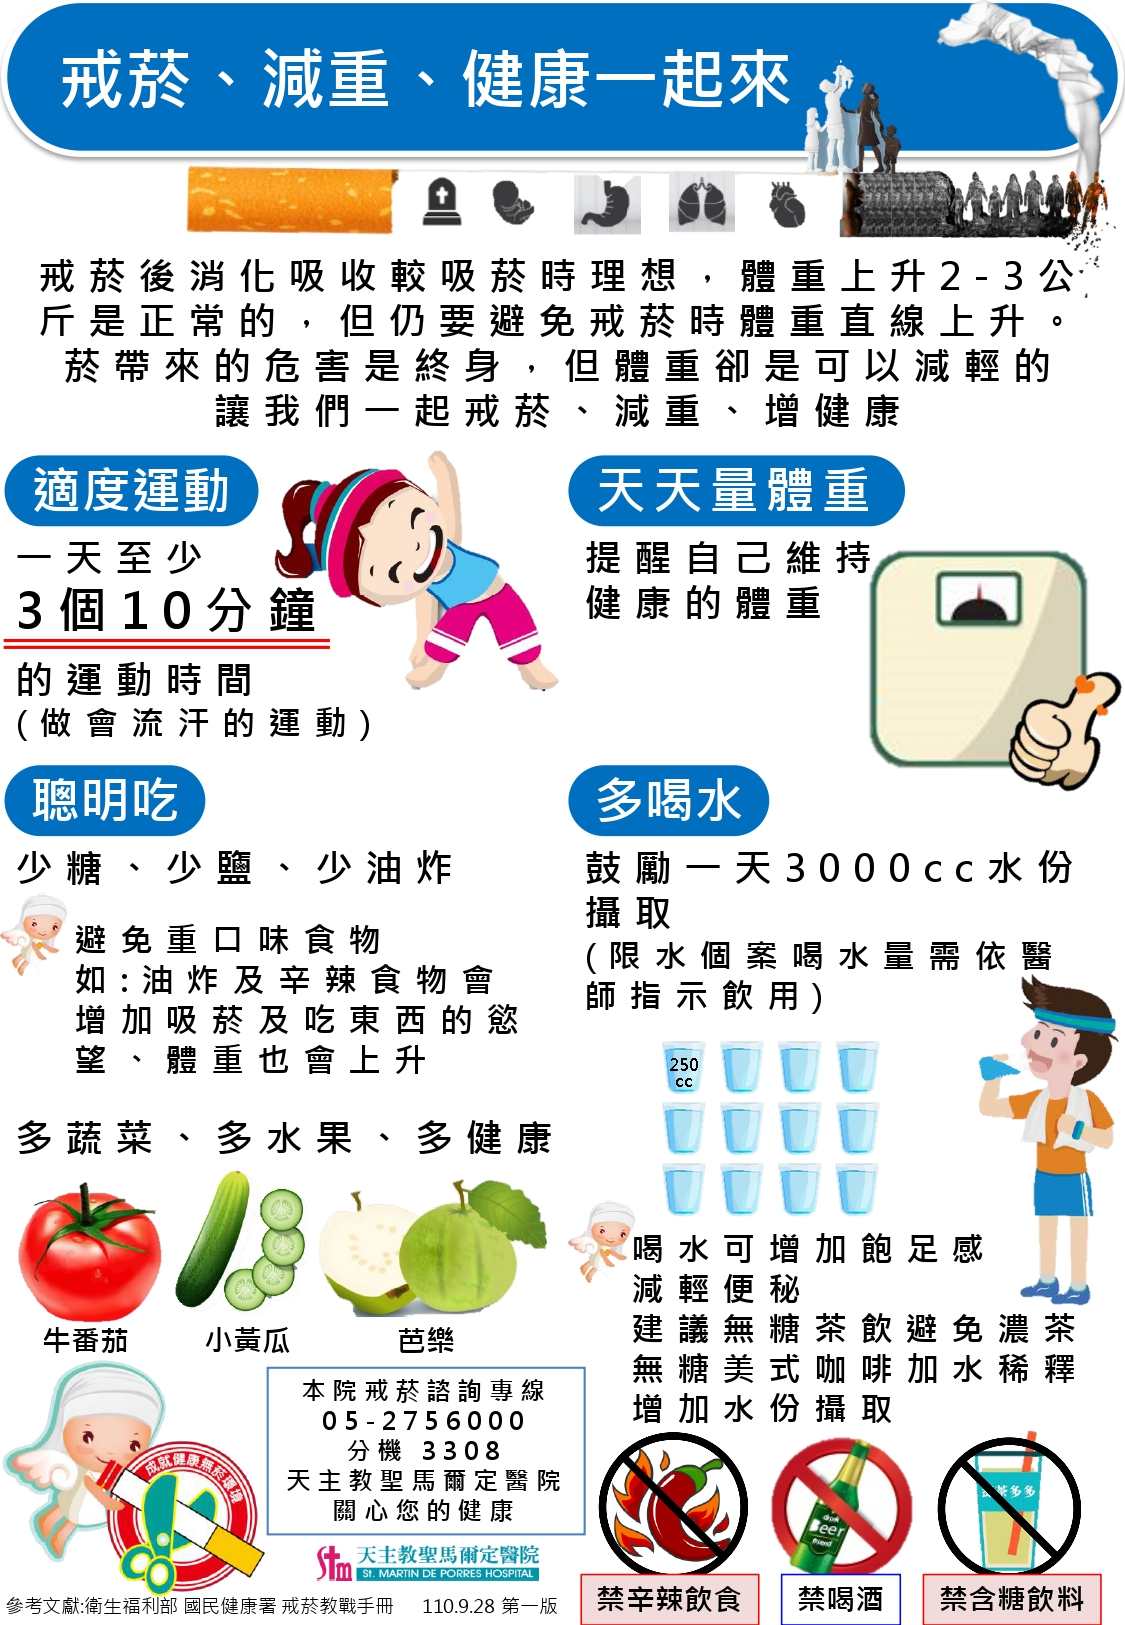 戒菸、減重、健康一起來
戒菸後消化吸收較吸菸時理想，體重上升2-3公
斤是正常的，但仍要避免戒菸時體重直線上升。
菸帶來的危害是終身，但體重卻是可以減輕的
讓我們一起戒菸、減重、增健康
適度運動
一天至少
3個10分鐘
的運動時間
(做會流汗的運動)
天天量體重
提醒自己維持
健康的體重
聰明吃
少糖、少鹽、少油炸
避免重口味食物
如:油炸及辛辣食物會
增加吸菸及吃東西的慾
望、體重也會上升
多蔬菜、多水果、多健康
牛番茄
小黃瓜
芭樂
多喝水
鼓勵一天3000cc水份
攝取
(限水個案喝水量需依醫
師指示飲用)
250
cc
喝水可增加飽足感
減輕便秘
建議無糖茶飲避免濃茶
無糖美式咖啡加水稀釋
增加水份攝取
成就健康無菸環境
本院戒菸諮詢專線
05-2756000
分機 3308
天主教聖馬爾定醫院
關心您的健康
stm 天主教聖馬爾定醫院
St. MARTIN DE PORRES HOSPITAL
drink
Beer
茶多多
禁辛辣飲食
禁喝酒
禁含糖飲料
參考文獻:衛生福利部 國民健康署 戒菸教戰手冊 110.9.28 第一版